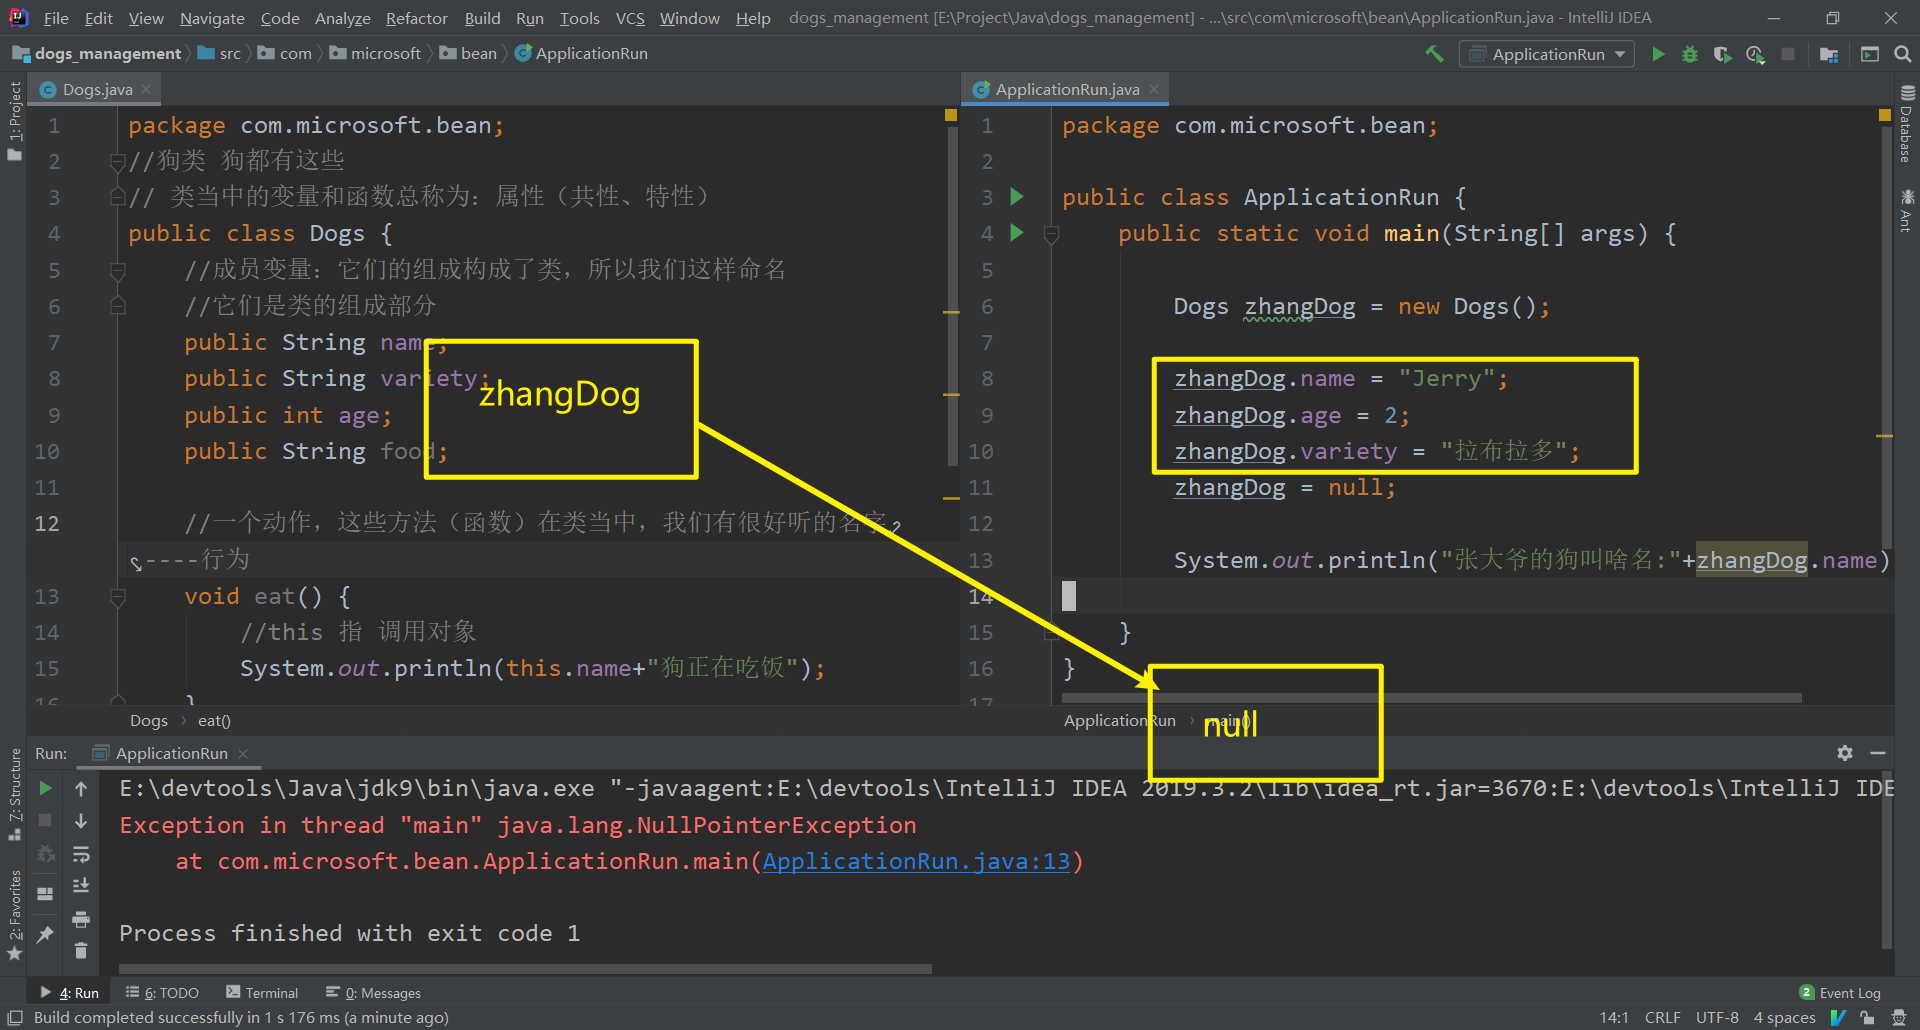 File Edit View Navigate Code Analyze Refactor Build Run Tools VCS Window Help dogs_management [E:\Project\Java\dogs_management] - ...\src\com\microsoft\bean\ApplicationRun.java - IntelliJ IDEA
dogs_management src com microsoft bean ApplicationRun
ApplicationRun
1: Project
7: Structure
2: Favorites
Dogs.java
1 package com.microsoft.bean;
2 //狗类 狗都有这些
3 // 类当中的变量和函数总称为：属性（共性、特性）
4 public class Dogs {
5 //成员变量：它们的组成构成了类，所以我们这样命名
6 //它们是类的组成部分
7 public String name;
8 public String variety;
9 public int age;
10 public String food;
11
12 //一个动作，这些方法（函数）在类当中，我们有很好听的名字
----行为
13 void eat() {
14 //this 指 调用对象
15 System.out.println(this.name+"狗正在吃饭");
16 }
Dogs eat()
zhangDog
ApplicationRun.java
1 package com.microsoft.bean;
2
3 public class ApplicationRun {
4 public static void main(String[] args) {
5
6 Dogs zhangDog = new Dogs();
7
8 zhangDog.name = "Jerry";
9 zhangDog.age = 2;
10 zhangDog.variety = "拉布拉多";
11 zhangDog = null;
12
13 System.out.println("张大爷的狗叫啥名:"+zhangDog.name)
14
15 }
16 }
17
ApplicationRun main()
null
Database
Ant
Run: ApplicationRun
E:\devtools\Java\jdk9\bin\java.exe "-javaagent:E:\devtools\IntelliJ IDEA 2019.3.2\lib\idea_rt.jar=3670:E:\devtools\IntelliJ IDE
Exception in thread "main" java.lang.NullPointerException
at com.microsoft.bean.ApplicationRun.main(ApplicationRun.java:13)
Process finished with exit code 1
4: Run 6: TODO Terminal 0: Messages 2 Event Log
Build completed successfully in 1 s 176 ms (a minute ago) 14:1 CRLF UTF-8 4 spaces